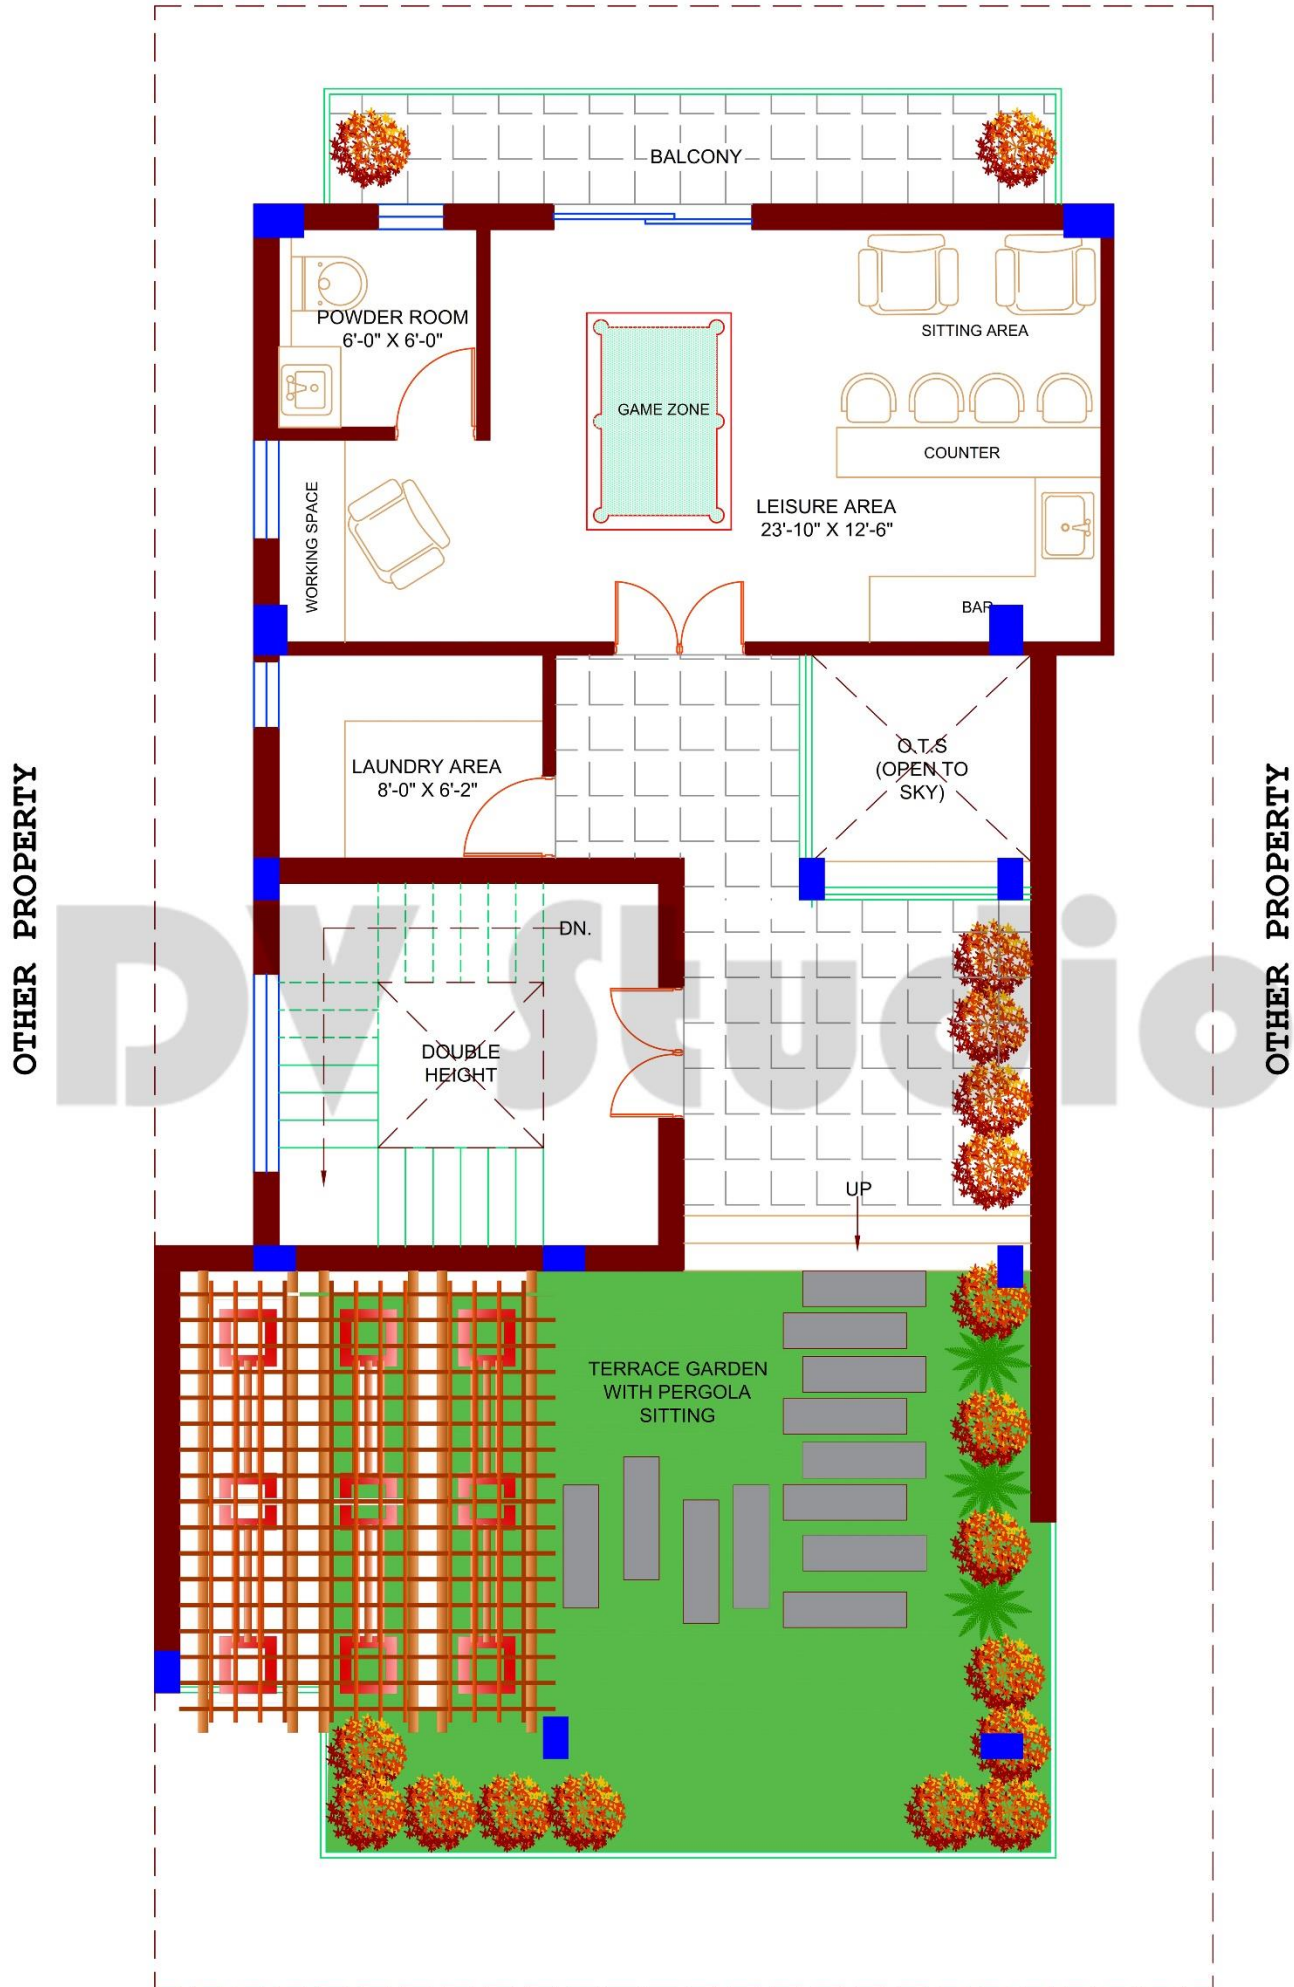 BALCONY
POWDER ROOM
6'-0" X 6'-0"
SITTING AREA
GAME ZONE
COUNTER
WORKING SPACE
LEISURE AREA
23'-10" X 12'-6"
BAR
LAUNDRY AREA
8'-0" X 6'-2"
O.T.S
(OPEN TO
SKY)
OTHER PROPERTY
OTHER PROPERTY
DV Studio
DN.
DOUBLE
HEIGHT
UP
TERRACE GARDEN
WITH PERGOLA
SITTING